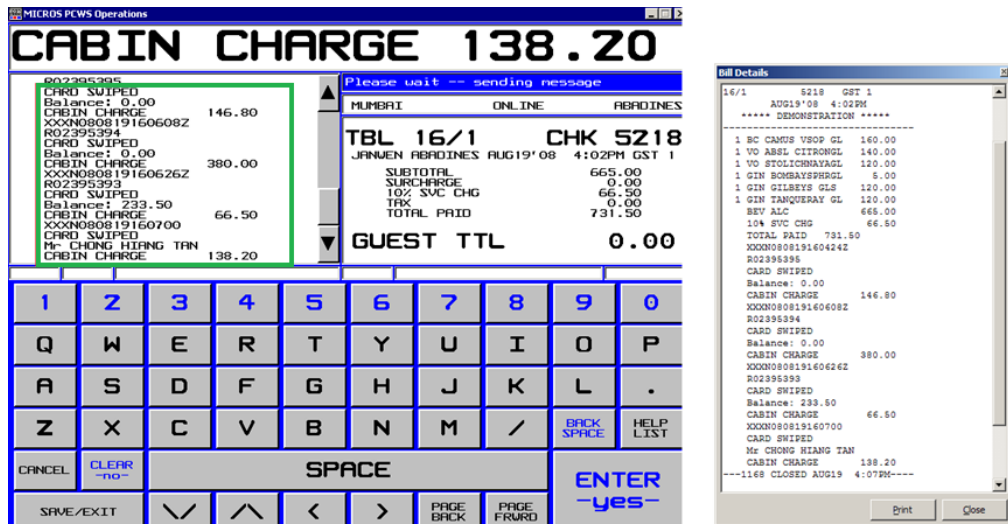 MICROS PCWS Operations
CABIN CHARGE 138.20
R02395395
CARD SWIPED
Balance: 0.00
CABIN CHARGE 146.80
XXXN080819160608Z
R02395394
CARD SWIPED
Balance: 0.00
CABIN CHARGE 380.00
XXXN080819160626Z
R02395393
CARD SWIPED
Balance: 233.50
CABIN CHARGE 66.50
XXXN080819160700
CARD SWIPED
Mr CHONG HIANG TAN
CABIN CHARGE 138.20
Please wait -- sending message
MUMBAI ONLINE ABADINES
TBL 16/1 CHK 5218
JANWEN ABADINES AUG19'08 4:02PM GST 1
SUBTOTAL 665.00
SURCHARGE 0.00
10% SVC CHG 66.50
TAX 0.00
TOTAL PAID 731.50
GUEST TTL 0.00
1 2 3 4 5 6 7 8 9 0
Q W E R T Y U I O P
A S D F G H J K L .
Z X C V B N M / BACK SPACE HELP LIST
CANCEL CLEAR -no- SPACE ENTER -yes-
SAVE/EXIT \/ /\ < > PAGE BACK PAGE FRWRD
Bill Details
16/1 5218 GST 1
AUG19'08 4:02PM
***** DEMONSTRATION *****
--------------------------------
1 BC CAMUS VSOP GL 160.00
1 VO ABSL CITRONGL 140.00
1 VO STOLICHNAYAGL 120.00
1 GIN BOMBAYSPHRGL 5.00
1 GIN GILBEYS GLS 120.00
1 GIN TANQUERAY GL 120.00
BEV ALC 665.00
10% SVC CHG 66.50
TOTAL PAID 731.50
XXXN080819160424Z
R02395395
CARD SWIPED
Balance: 0.00
CABIN CHARGE 146.80
XXXN080819160608Z
R02395394
CARD SWIPED
Balance: 0.00
CABIN CHARGE 380.00
XXXN080819160626Z
R02395393
CARD SWIPED
Balance: 233.50
CABIN CHARGE 66.50
XXXN080819160700
CARD SWIPED
Mr CHONG HIANG TAN
CABIN CHARGE 138.20
---1168 CLOSED AUG19 4:07PM----
Print Close